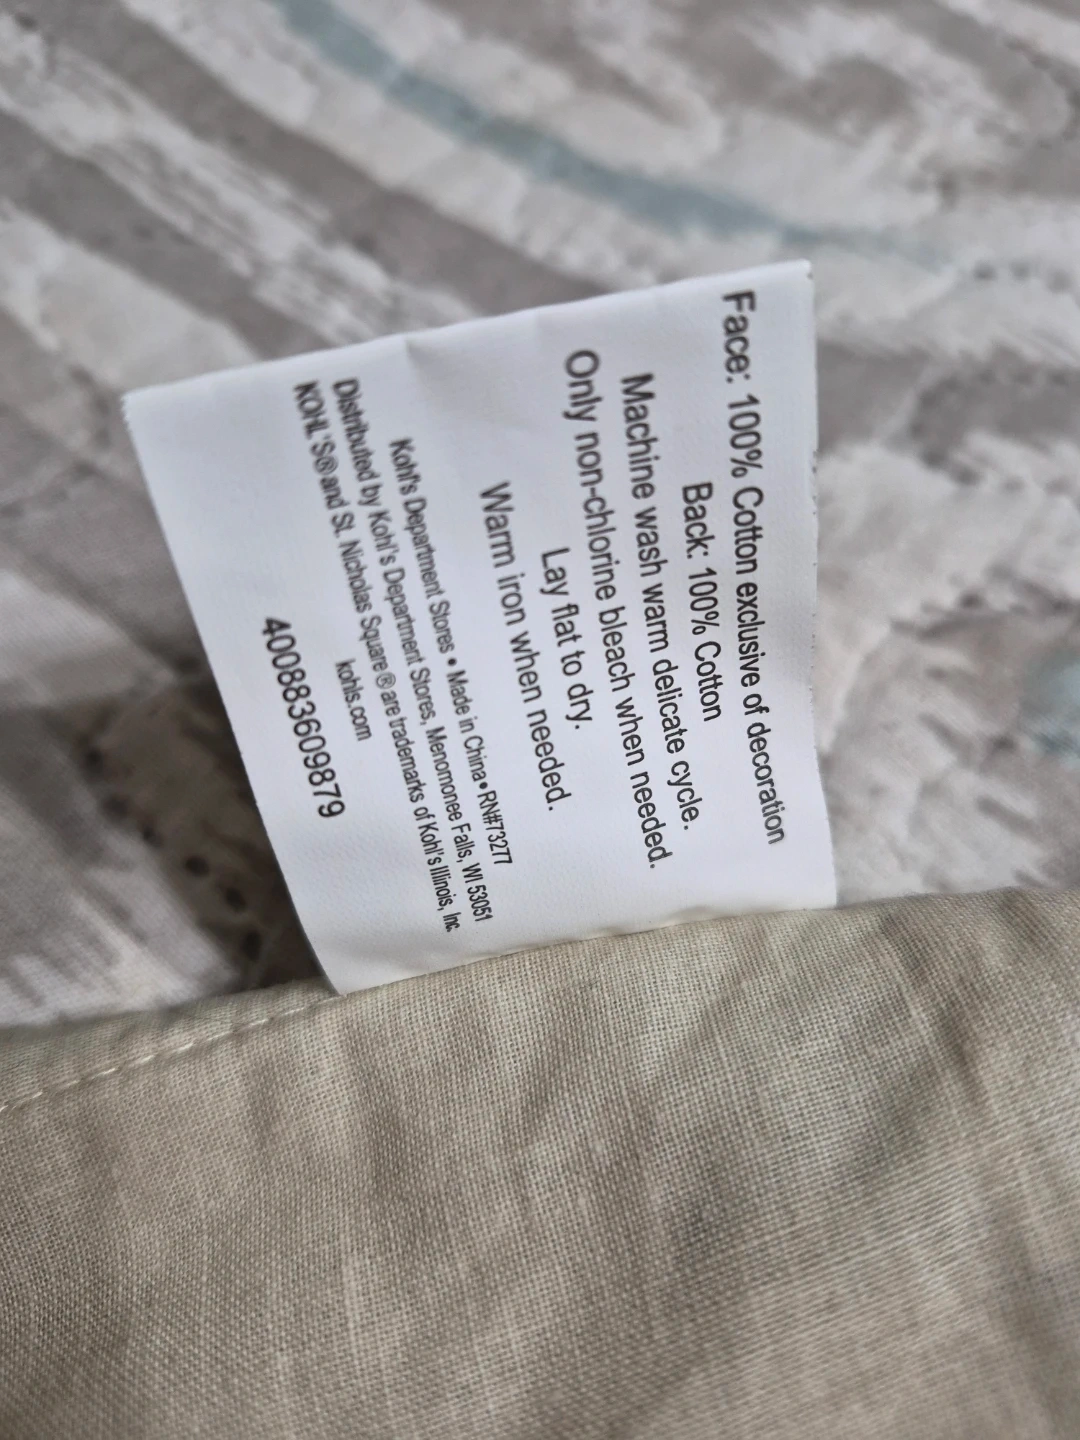 Face: 100% Cotton exclusive of decoration
Back: 100% Cotton
Machine wash warm delicate cycle.
Only non-chlorine bleach when needed.
Lay flat to dry.
Warm iron when needed.
Kohl's Department Stores • Made in China • RN#73277
Distributed by Kohl's Department Stores, Menomonee Falls, WI 53051
KOHL'S® and St. Nicholas Square® are trademarks of Kohl's Illinois, Inc.
kohls.com
400883609879